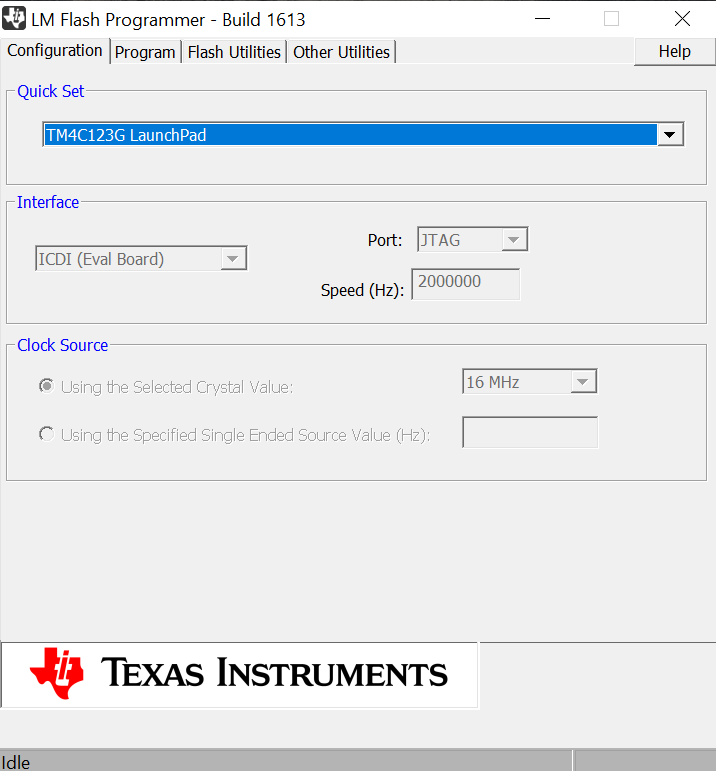 LM Flash Programmer - Build 1613
Configuration Program Flash Utilities Other Utilities Help
Quick Set
TM4C123G LaunchPad
Interface
Port: JTAG
ICDI (Eval Board)
Speed (Hz): 2000000
Clock Source
Using the Selected Crystal Value: 16 MHz
Using the Specified Single Ended Source Value (Hz):
TEXAS INSTRUMENTS
Idle